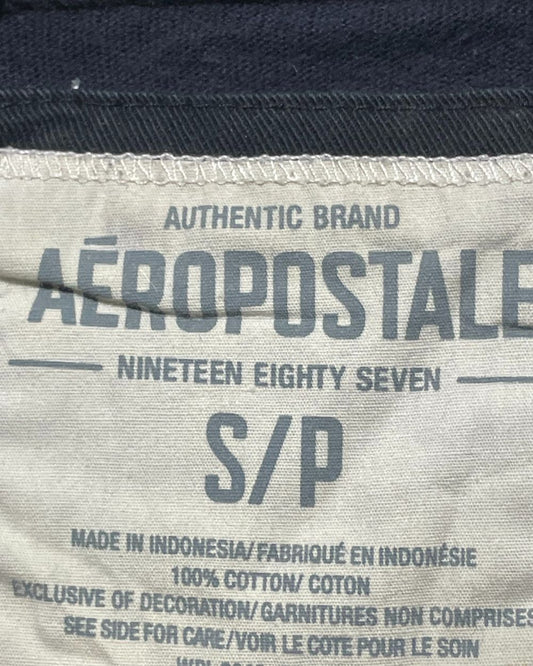 AUTHENTIC BRAND
AÉROPOSTALE
NINETEEN EIGHTY SEVEN
S/P
MADE IN INDONESIA/FABRIQUÉ EN INDONÉSIE
100% COTTON/ COTON
EXCLUSIVE OF DECORATION/GARNITURES NON COMPRISES
SEE SIDE FOR CARE/VOIR LE COTE POUR LE SOIN